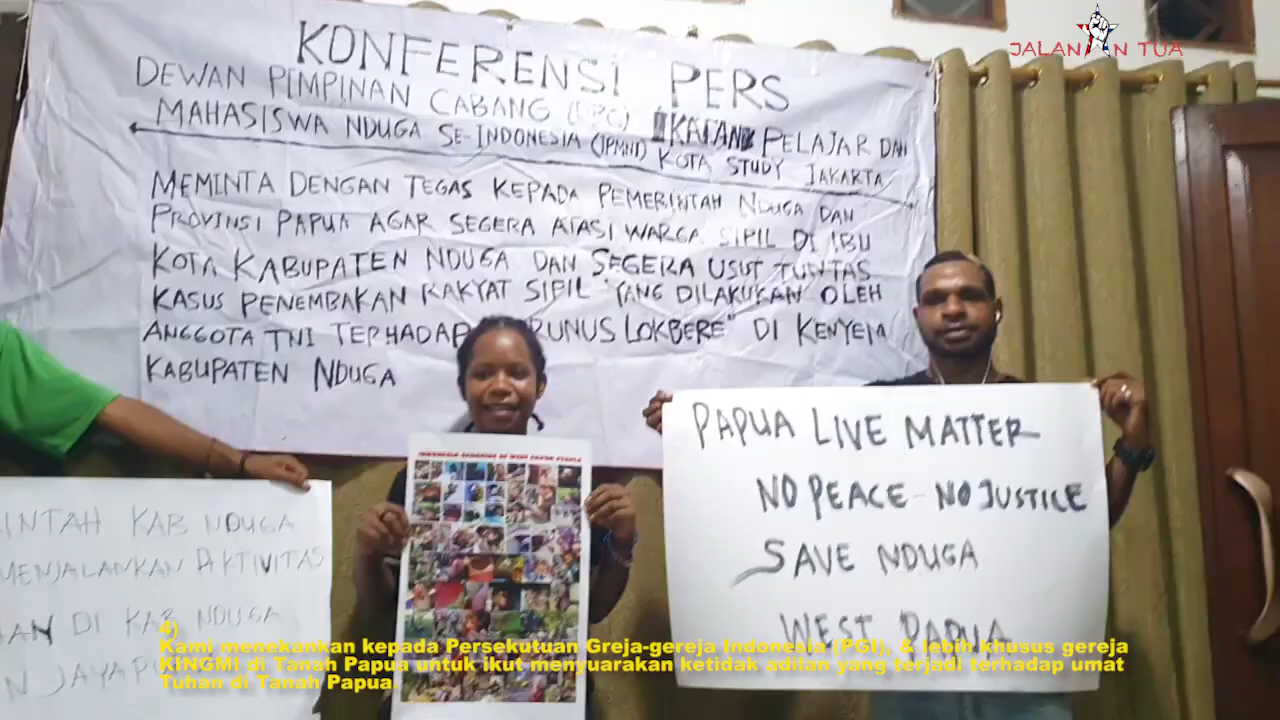 JALANAN TUA
KONFERENSI PERS
DEWAN PIMPINAN CABANG (DPC) IKATAN PELAJAR DAN
MAHASISWA NDUGA SE-INDONESIA (IPMNI) KOTA STUDY JAKARTA
MEMINTA DENGAN TEGAS KEPADA PEMERINTAH NDUGA DAN
PROVINSI PAPUA AGAR SEGERA ATASI WARGA SIPIL DI IBU
KOTA KABUPATEN NDUGA DAN SEGERA USUT TUNTAS
KASUS PENEMBAKAN RAKYAT SIPIL YANG DILAKUKAN OLEH
ANGGOTA TNI TERHADAP RUNUS LOKBERE" DI KENYEM
KABUPATEN NDUGA
INTAH KAB NDUGA
MENJALANKAN AKTIVITAS
AN DI KAB NDUGA
N JAYAP
PAPUA LIVE MATTER
NO PEACE - NO JUSTICE
SAVE NDUGA
WEST PAPUA
4)
Kami menekankan kepada Persekutuan Greja-gereja Indonesia (PGI), & lebih khusus gereja
KINGMI di Tanah Papua untuk ikut menyuarakan ketidak adilan yang terjadi terhadap umat
Tuhan di Tanah Papua.